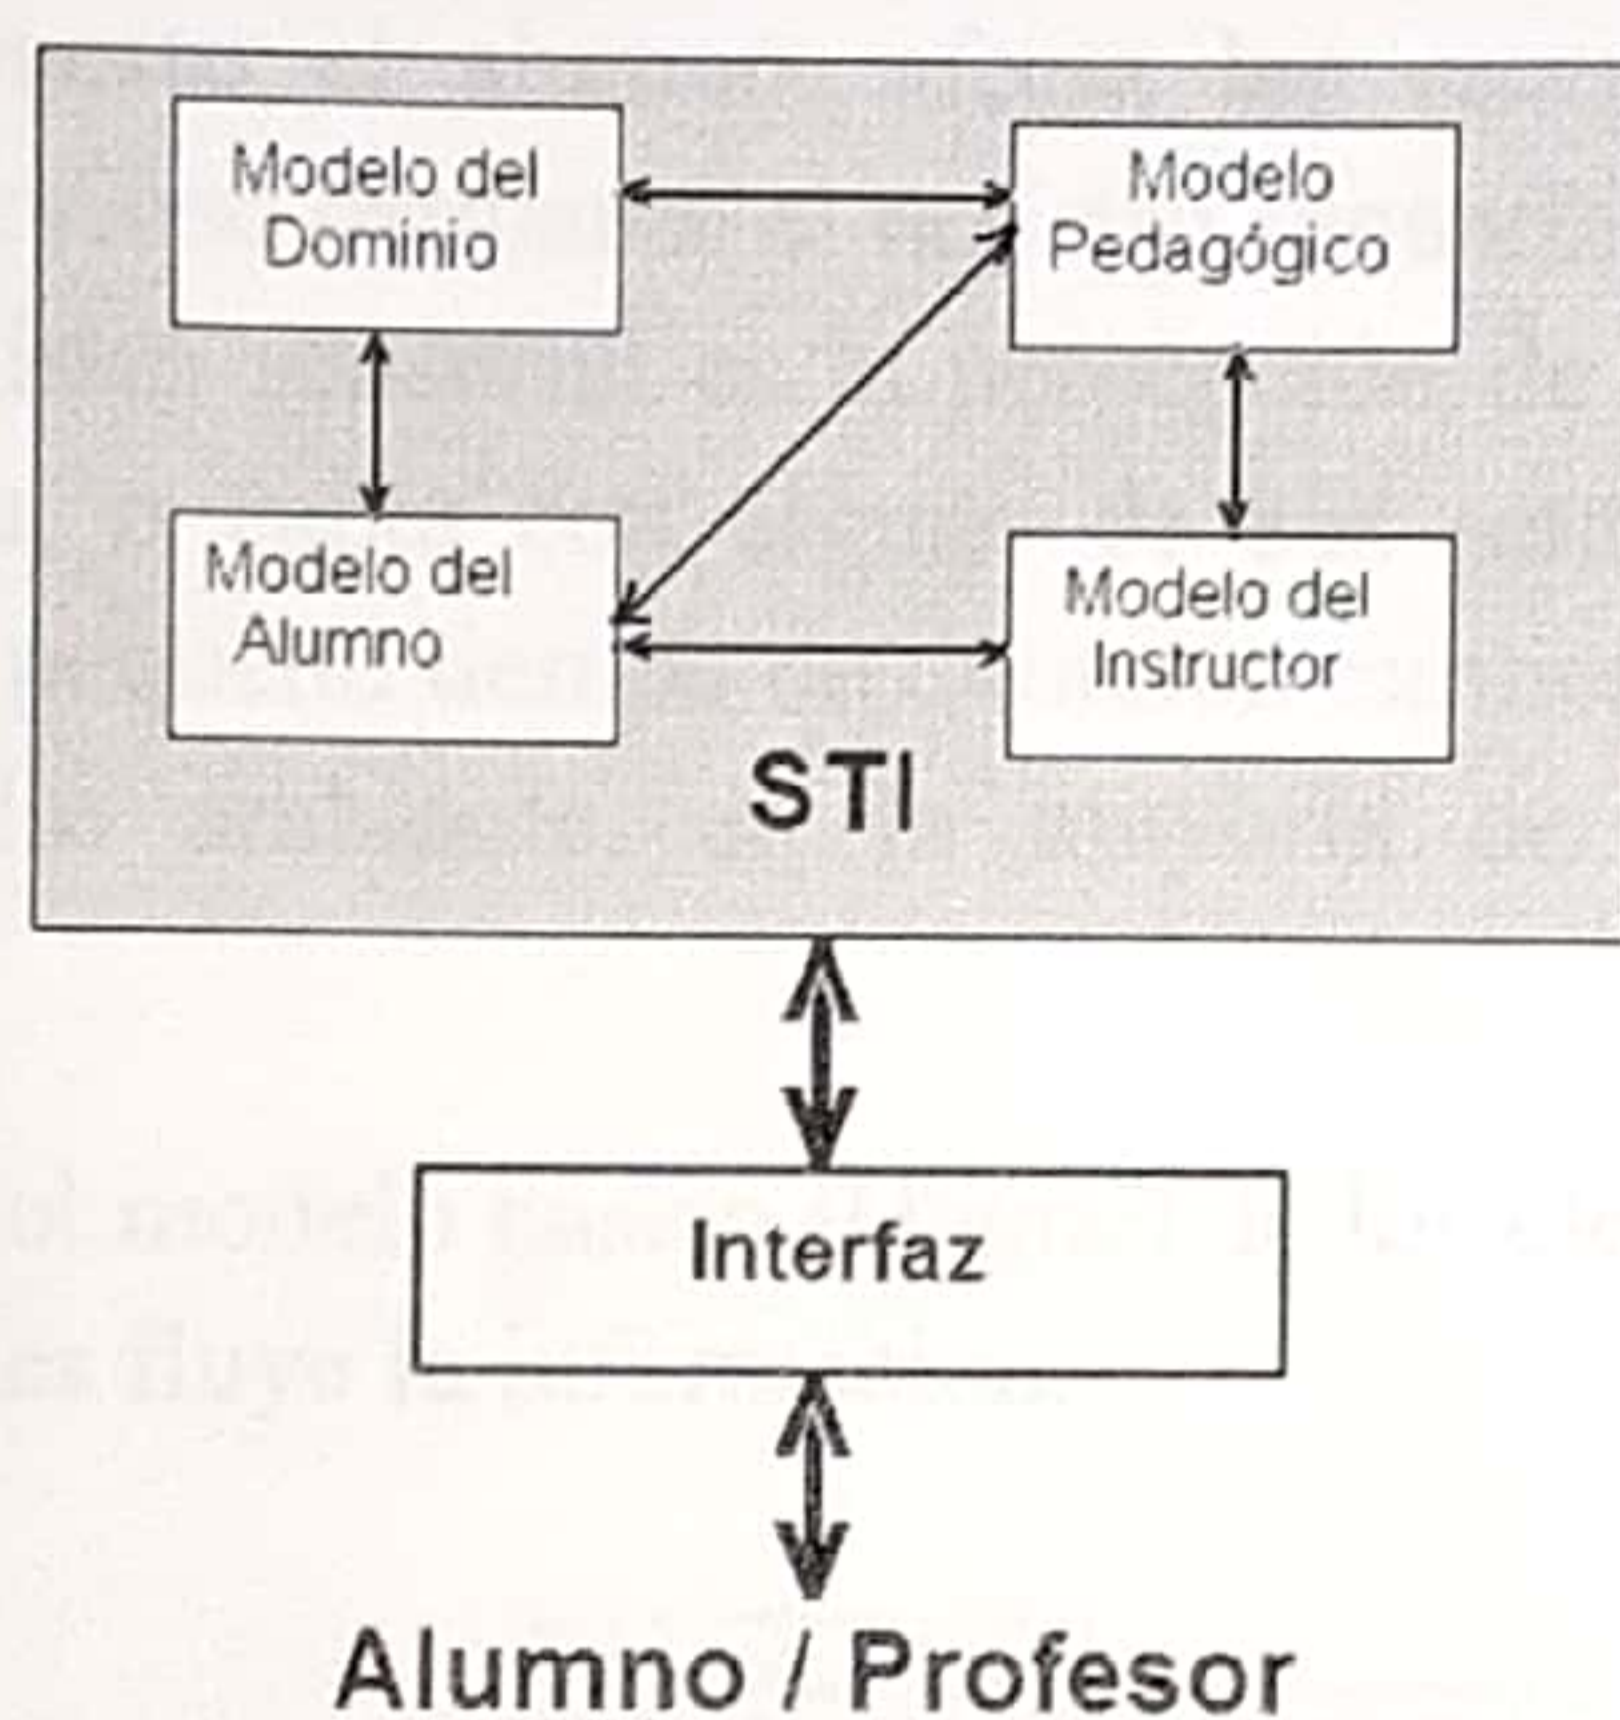 Modelo del
Dominio
Modelo
Pedagógico
Modelo del
Alumno
Modelo del
Instructor
STI
Interfaz
Alumno / Profesor